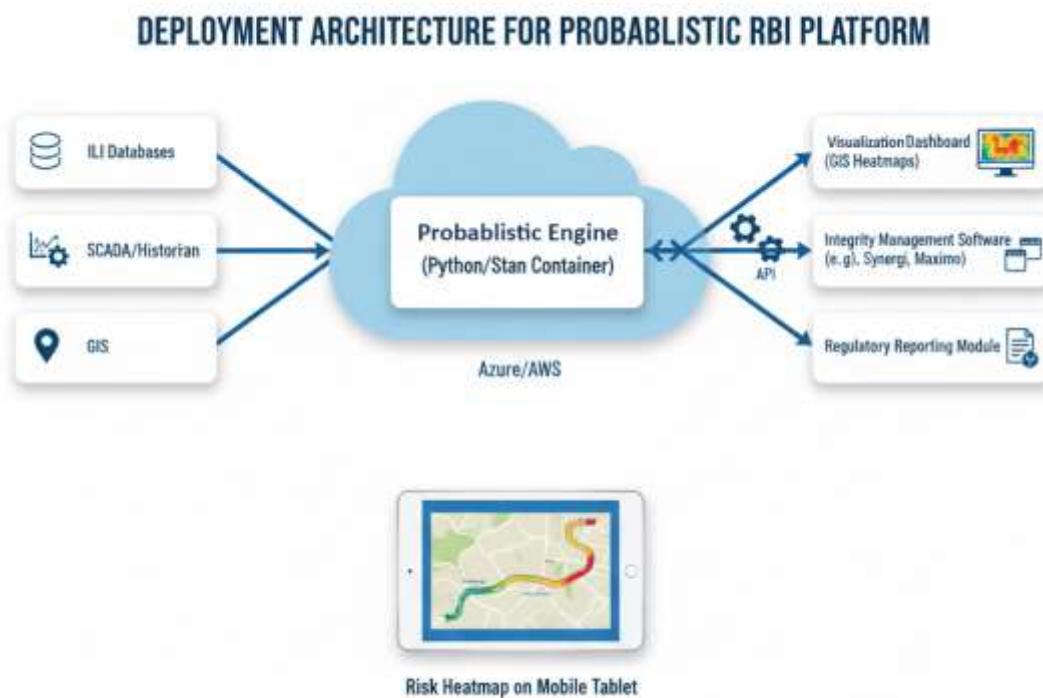 DEPLOYMENT ARCHITECTURE FOR PROBABLISTIC RBI PLATFORM
ILI Databases
SCADA/Historian
GIS
Probablistic Engine
(Python/Stan Container)
Azure/AWS
API
Visualization Dashboard
(GIS Heatmaps)
Integrity Management Software
(e. g), Synergi, Maximo)
Regulatory Reporting Module
Risk Heatmap on Mobile Tablet